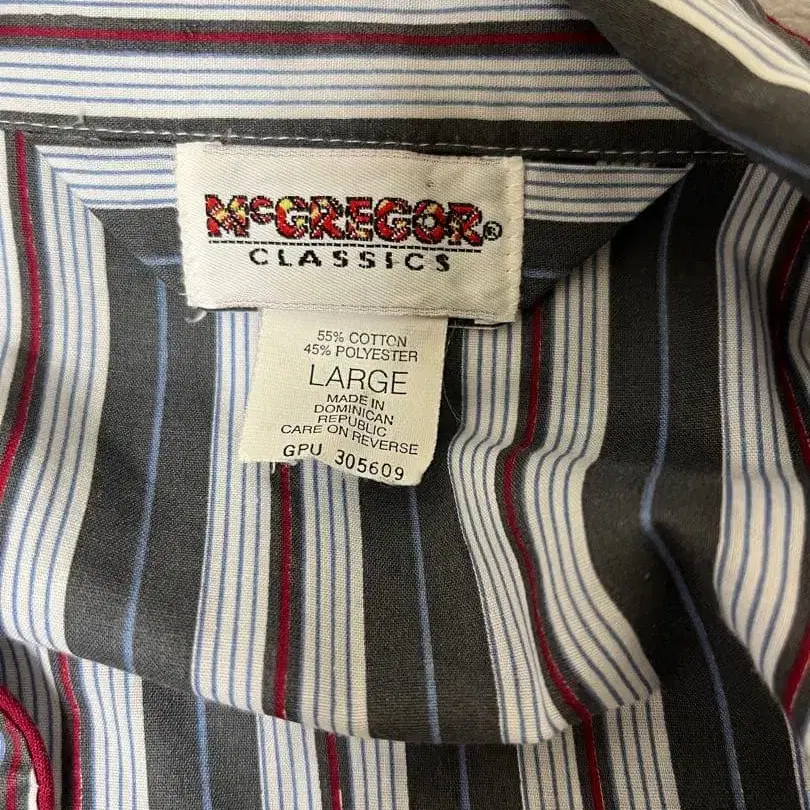 McGREGOR®
CLASSICS
55% COTTON
45% POLYESTER
LARGE
MADE IN
DOMINICAN
REPUBLIC
CARE ON REVERSE
GPU 305609